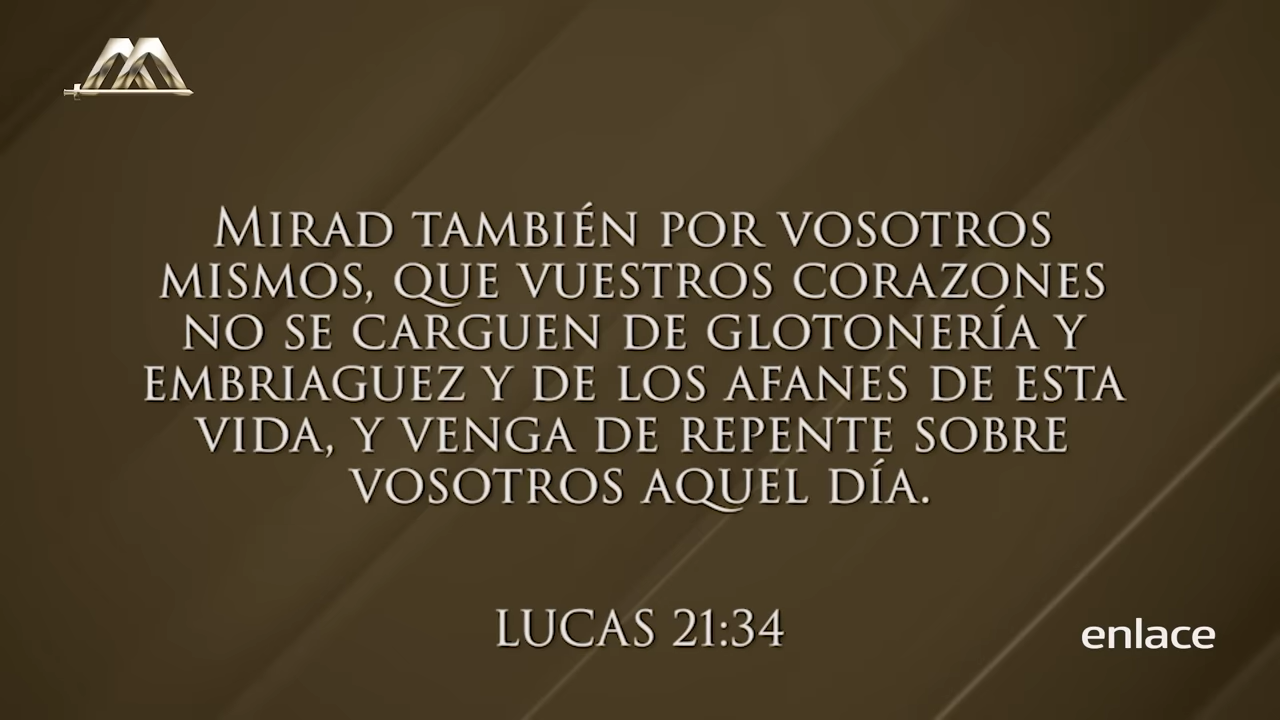 Mirad también por vosotros
mismos, que vuestros corazones
no se carguen de glotonería y
embriaguez y de los afanes de esta
vida, y venga de repente sobre
vosotros aquel día.
LUCAS 21:34
enlace